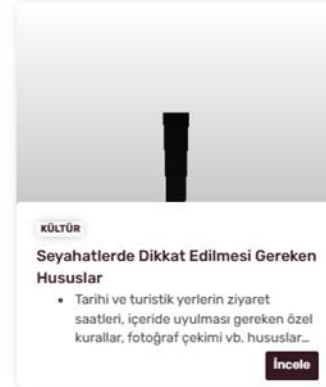 KÜLTÜR
Seyahatlerde Dikkat Edilmesi Gereken
Hususlar
• Tarihi ve turistik yerlerin ziyaret
saatleri, içeride uyulması gereken özel
kurallar, fotoğraf çekimi vb. hususlar...
İncele